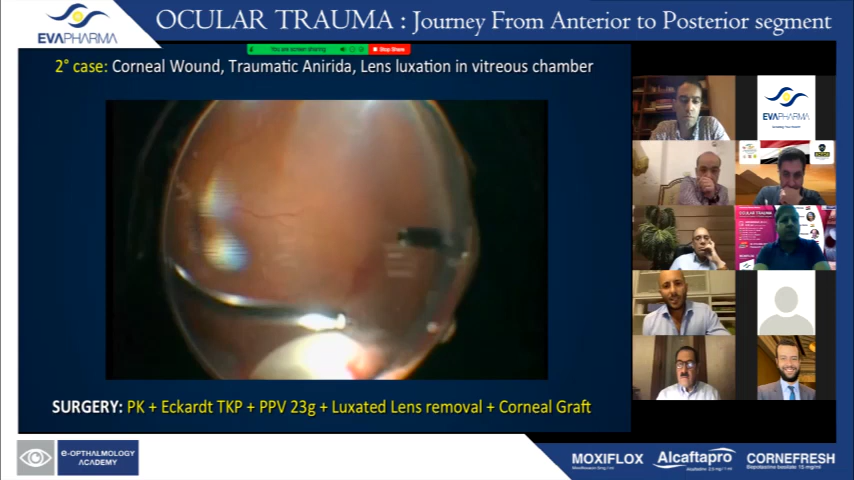 EVAPHARMA
OCULAR TRAUMA : Journey From Anterior to Posterior segment
You are screen sharing
Stop Share
2° case: Corneal Wound, Traumatic Anirida, Lens luxation in vitreous chamber
EVAPHARMA
OCULAR TRAUMA
SURGERY: PK + Eckardt TKP + PPV 23g + Luxated Lens removal + Corneal Graft
e-OPTHALMOLOGY
ACADEMY
MOXIFLOX
Alcaftapro
CORNEFRESH